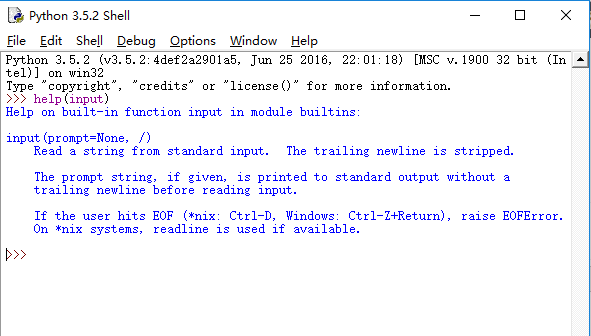 Python 3.5.2 Shell
File Edit Shell Debug Options Window Help
Python 3.5.2 (v3.5.2:4def2a2901a5, Jun 25 2016, 22:01:18) [MSC v.1900 32 bit (In
tel)] on win32
Type "copyright", "credits" or "license()" for more information.
>>> help(input)
Help on built-in function input in module builtins:
input(prompt=None, /)
Read a string from standard input.  The trailing newline is stripped.
The prompt string, if given, is printed to standard output without a
trailing newline before reading input.
If the user hits EOF (*nix: Ctrl-D, Windows: Ctrl-Z+Return), raise EOFError.
On *nix systems, readline is used if available.
>>>